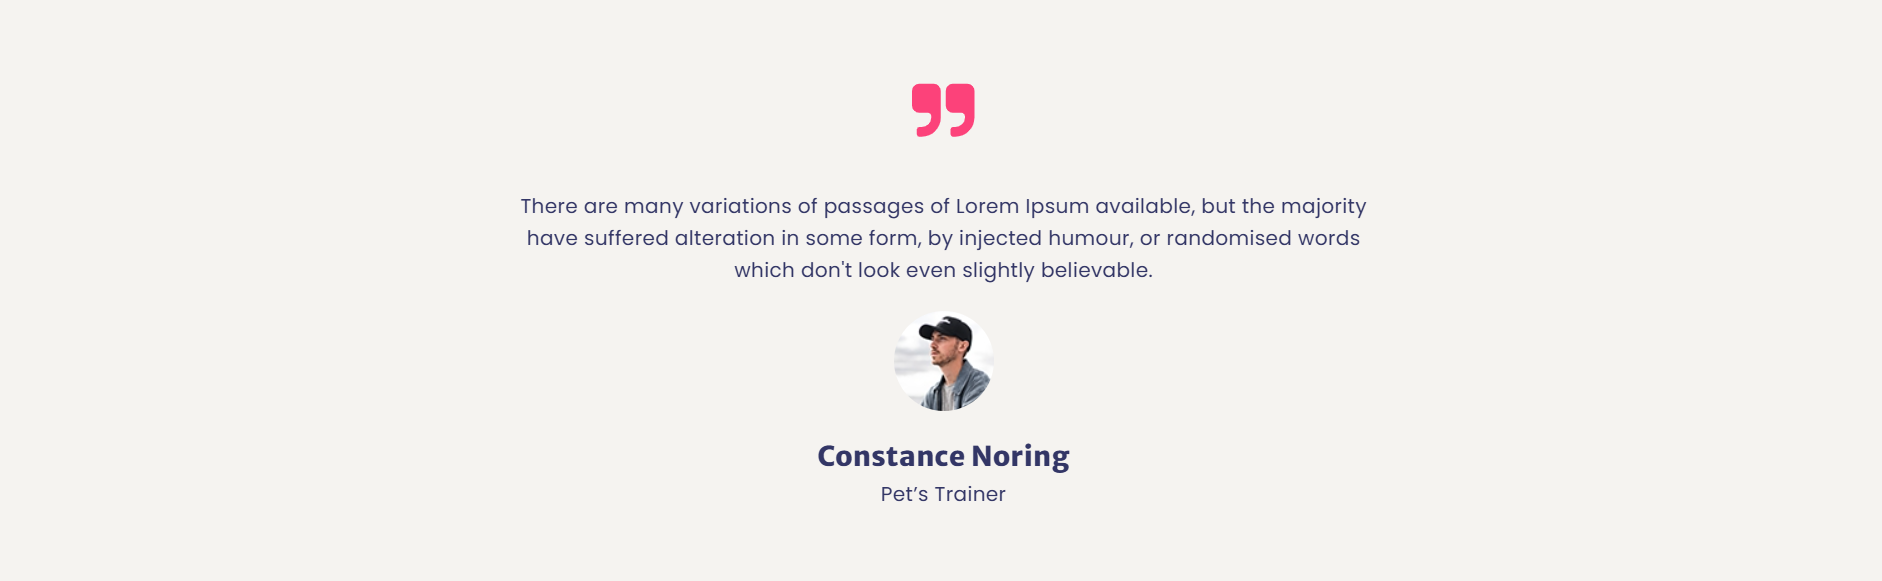 There are many variations of passages of Lorem Ipsum available, but the majority
have suffered alteration in some form, by injected humour, or randomised words
which don't look even slightly believable.
Constance Noring
Pet’s Trainer